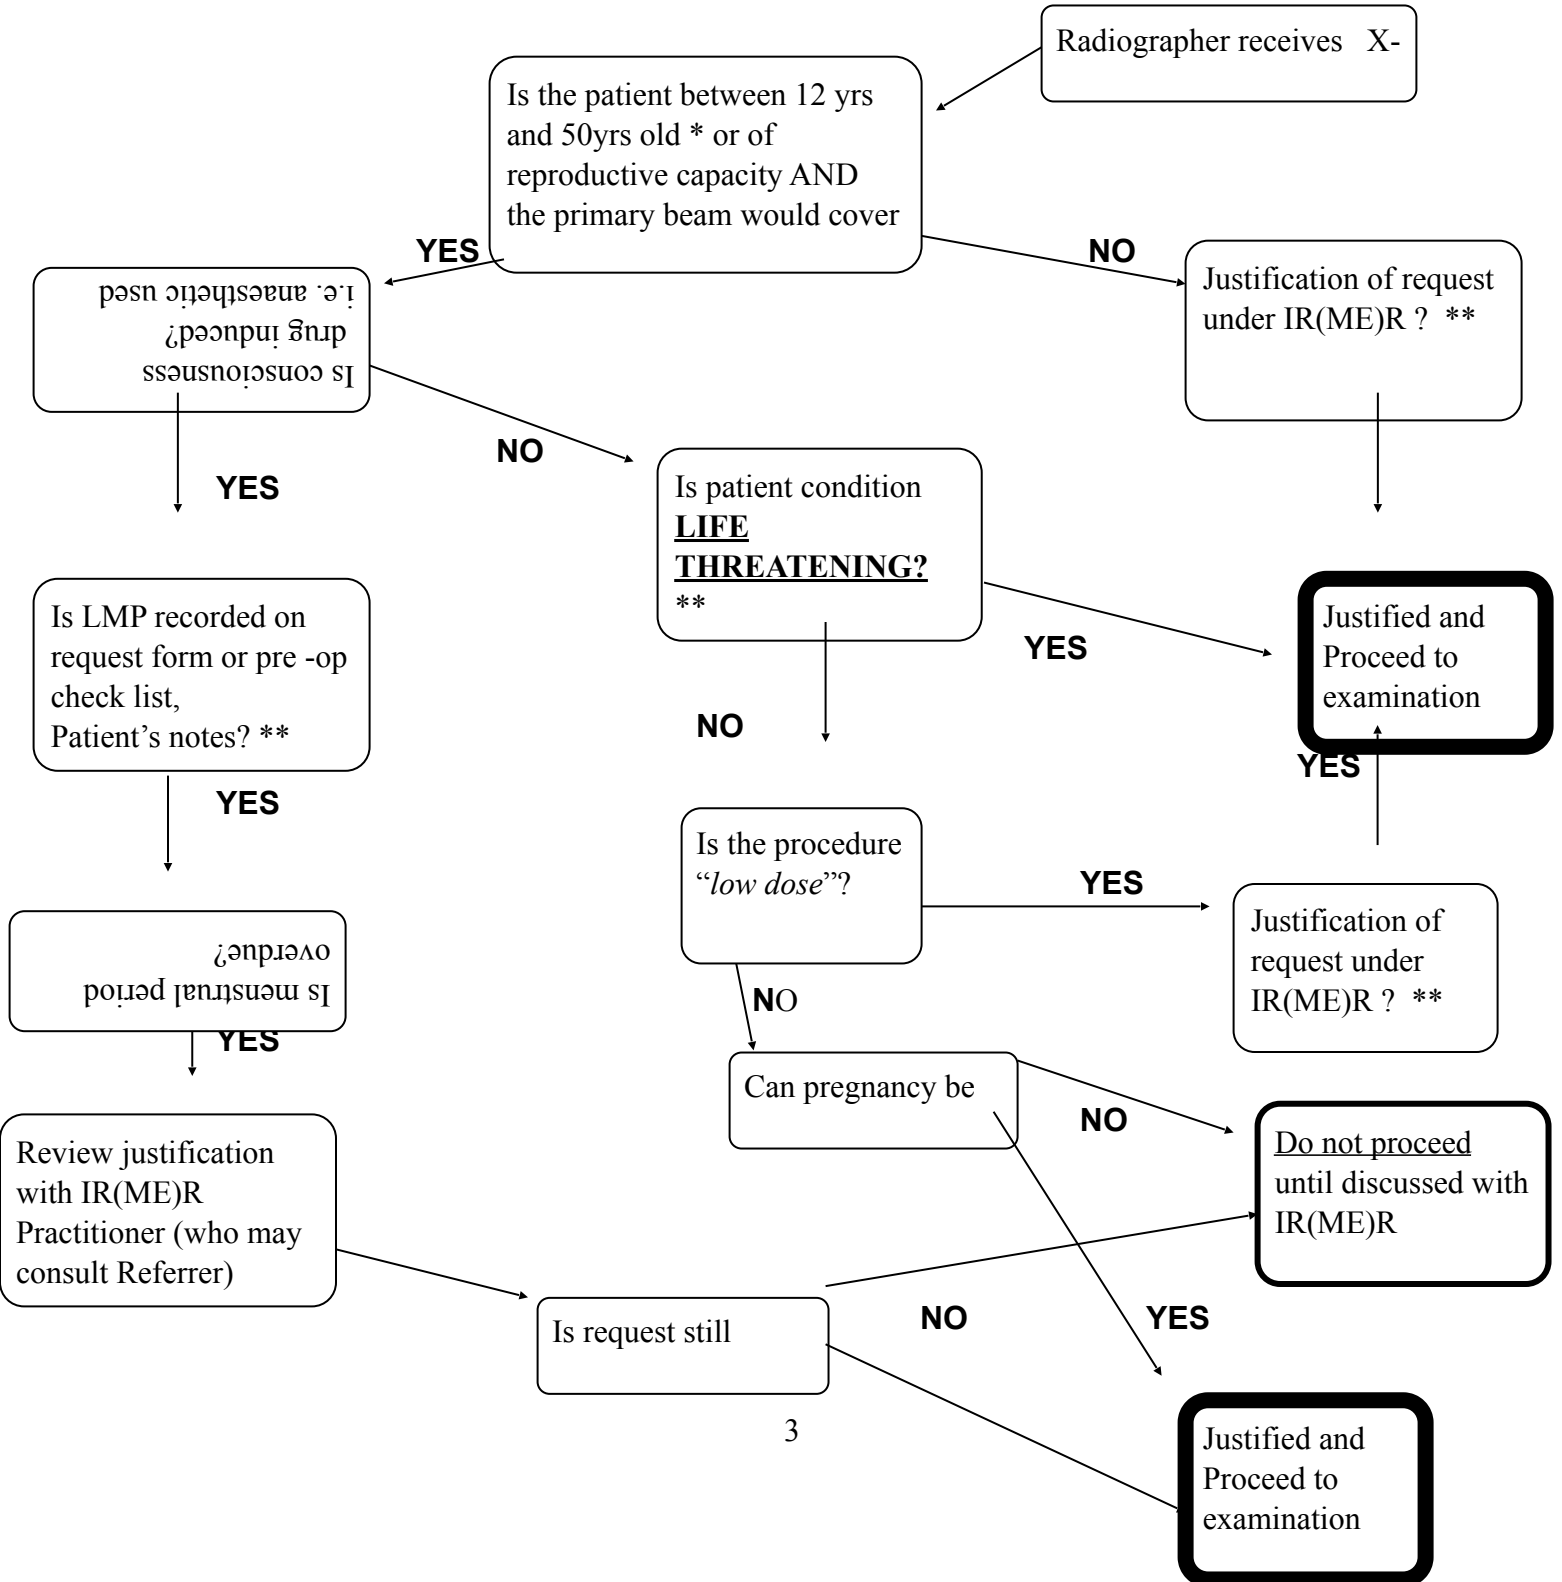 Radiographer receives X-
Is the patient between 12 yrs
and 50yrs old * or of
reproductive capacity AND
the primary beam would cover
YES
NO
Is consciousness
drug induced?
i.e. anaesthetic used
Justification of request
under IR(ME)R ? **
NO
YES
Is patient condition
LIFE
THREATENING?
**
Is LMP recorded on
request form or pre -op
check list,
Patient’s notes? **
YES
Justified and
Proceed to
examination
NO
YES
YES
Is the procedure
“low dose”?
YES
Justification of
request under
IR(ME)R ? **
Is menstrual period
overdue?
YES
NO
Can pregnancy be
NO
Do not proceed
until discussed with
IR(ME)R
Review justification
with IR(ME)R
Practitioner (who may
consult Referrer)
Is request still
NO
YES
Justified and
Proceed to
examination
3